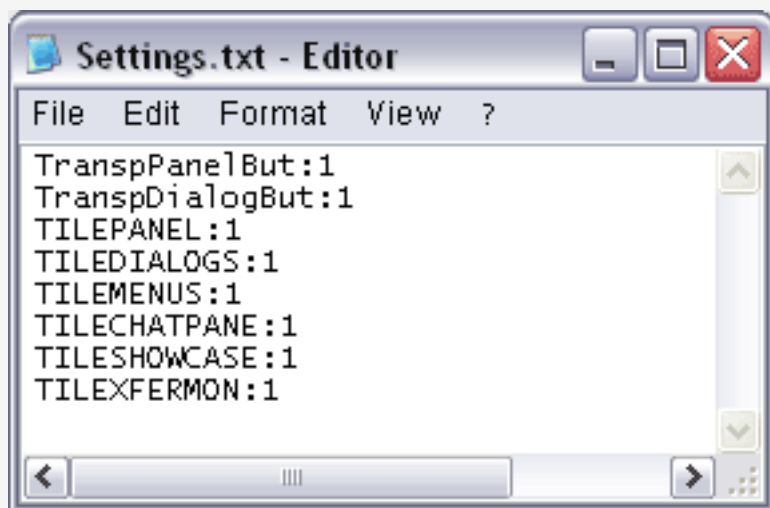 Settings.txt - Editor
File Edit Format View ?
TranspPanelBut:1
TranspDialogBut:1
TILEPANEL:1
TILEDIALOGS:1
TILEMENUS:1
TILECHATPANE:1
TILESHOWCASE:1
TILEXFERMON:1